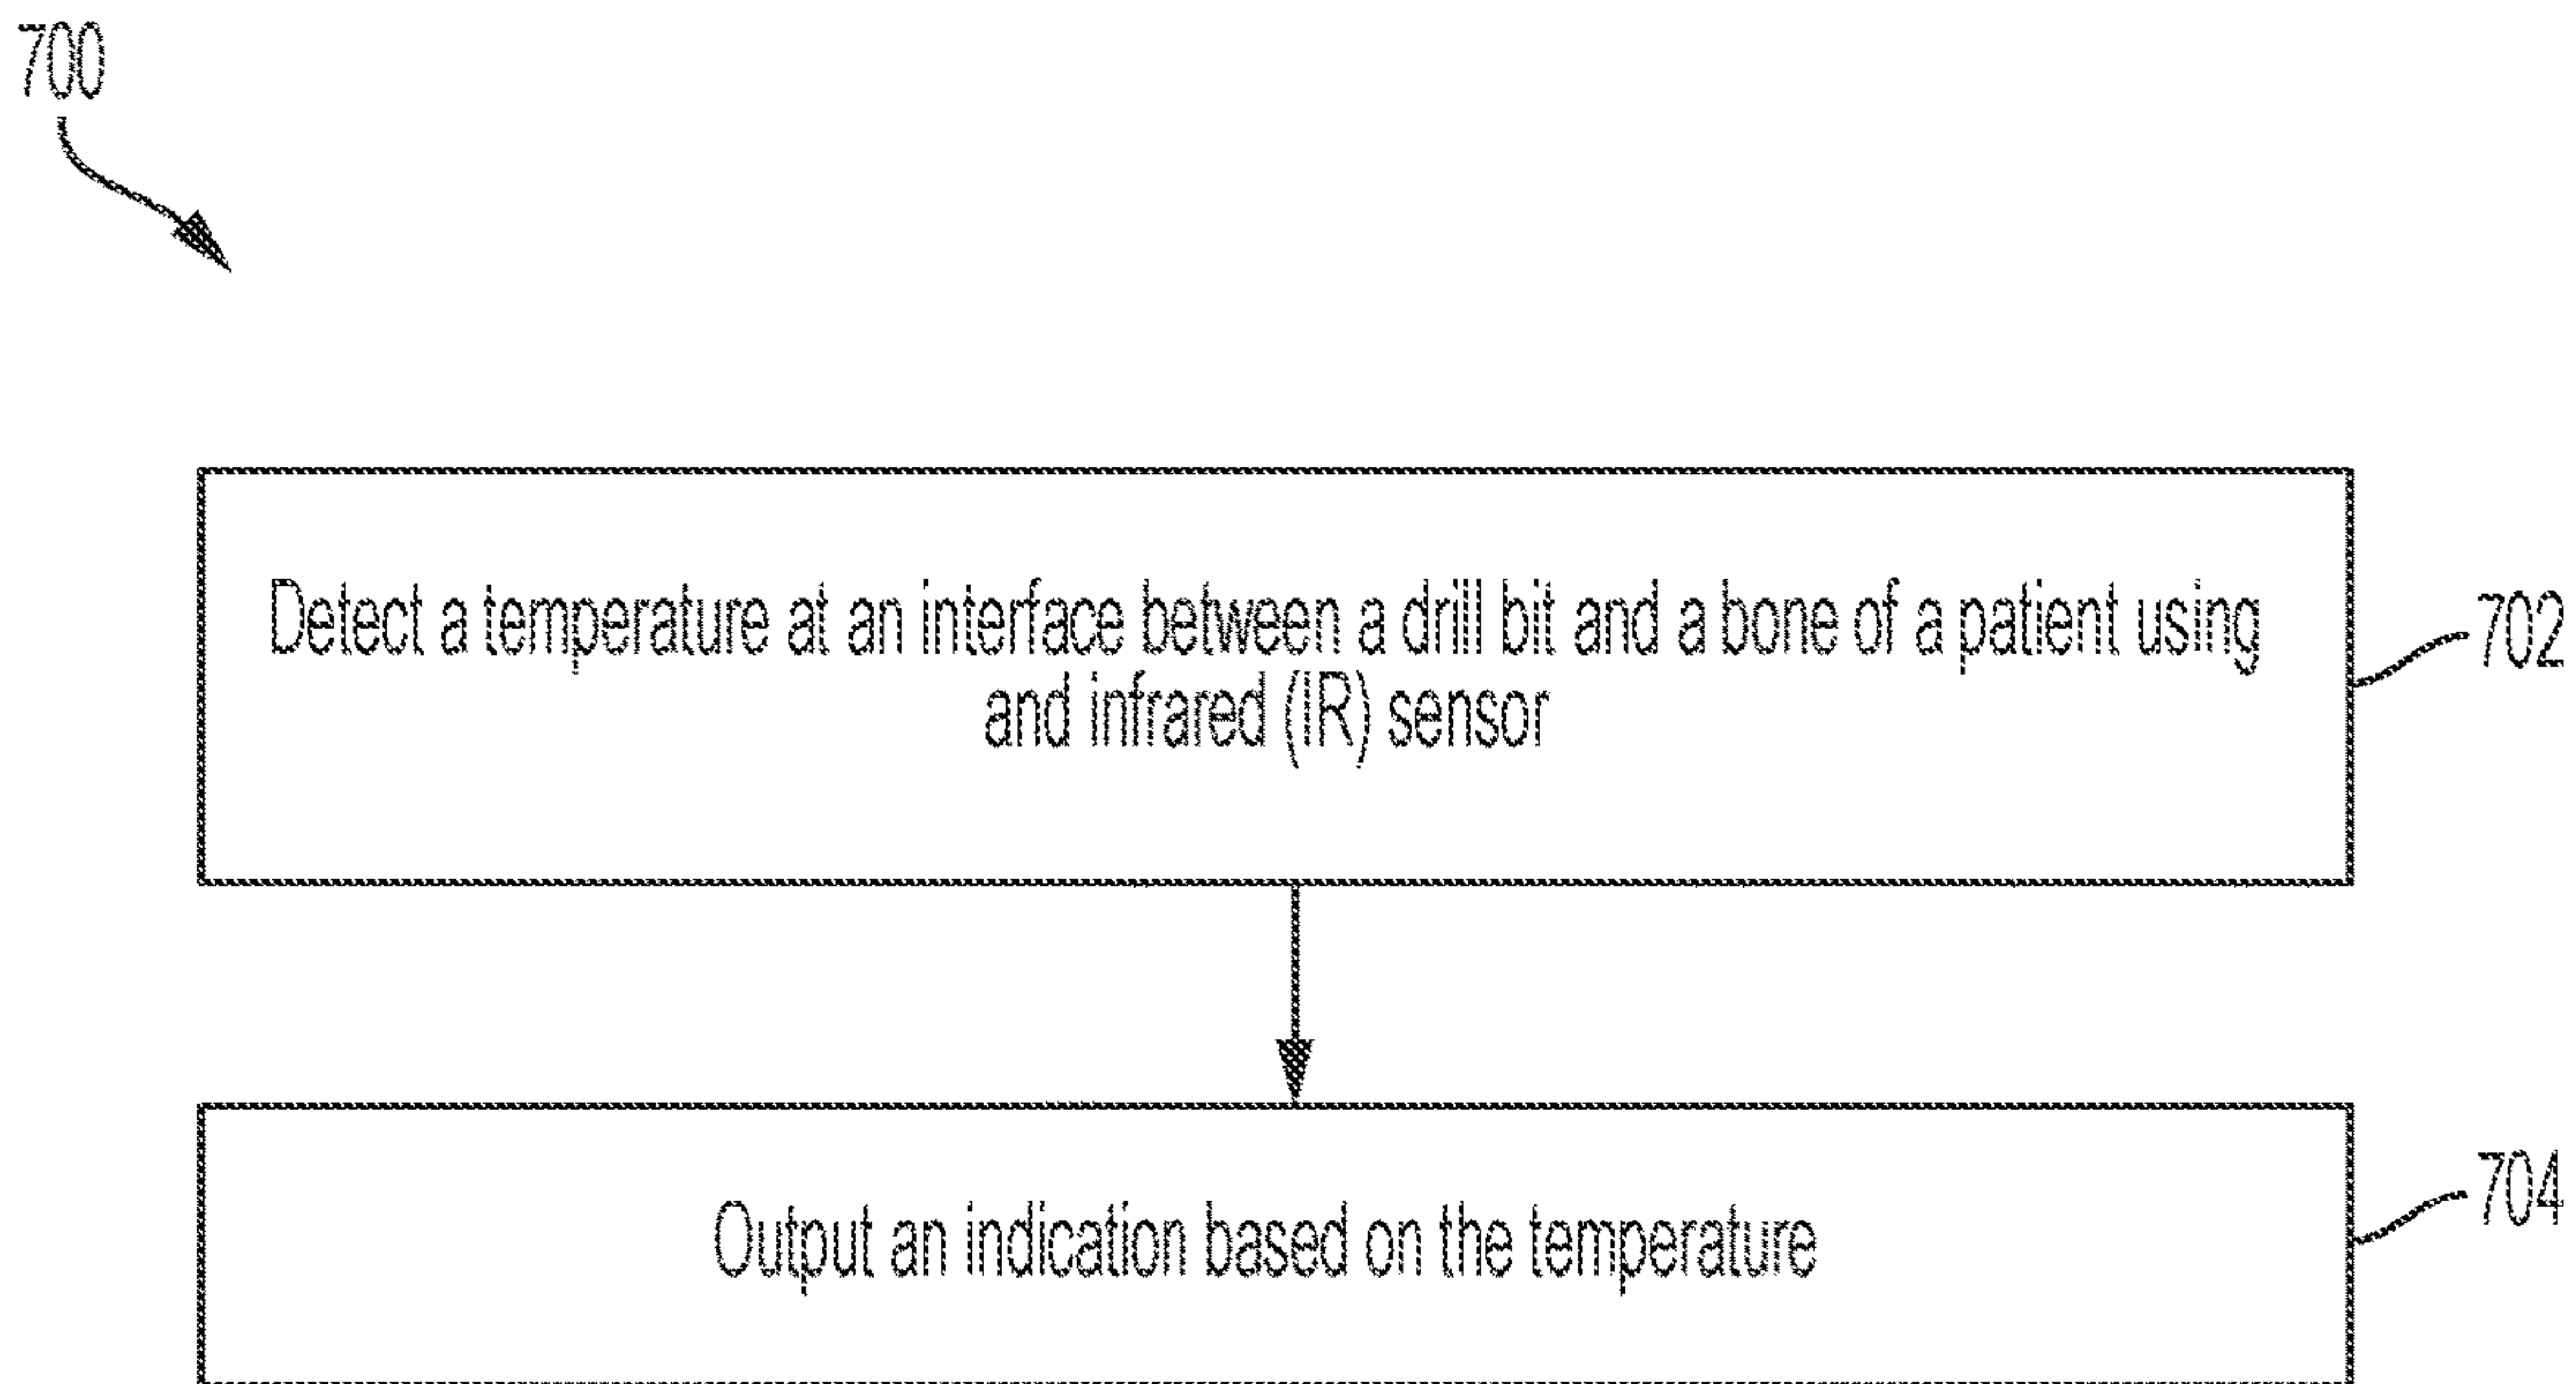 700
Detect a temperature at an interface between a drill bit and a bone of a patient using
and infrared (IR) sensor
702
Output an indication based on the temperature
704